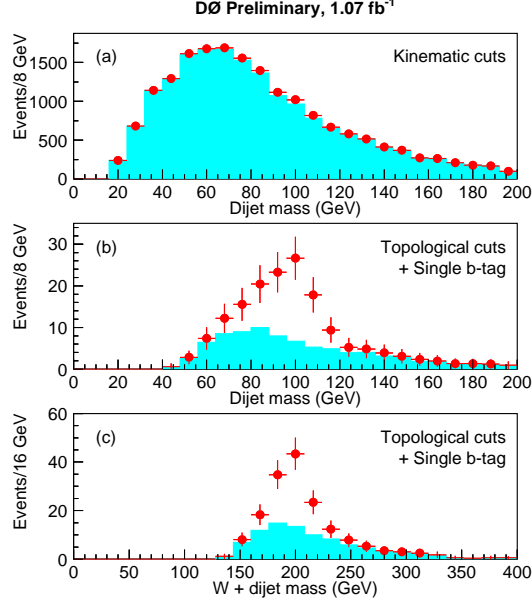 DØ Preliminary, 1.07 fb⁻¹
Events/8 GeV
1500
1000
500
0
(a)
Kinematic cuts
0 20 40 60 80 100 120 140 160 180 200
Dijet mass (GeV)
Events/8 GeV
30
20
10
0
(b)
Topological cuts
+ Single b-tag
0 20 40 60 80 100 120 140 160 180 200
Dijet mass (GeV)
Events/16 GeV
60
40
20
0
(c)
Topological cuts
+ Single b-tag
0 50 100 150 200 250 300 350 400
W + dijet mass (GeV)